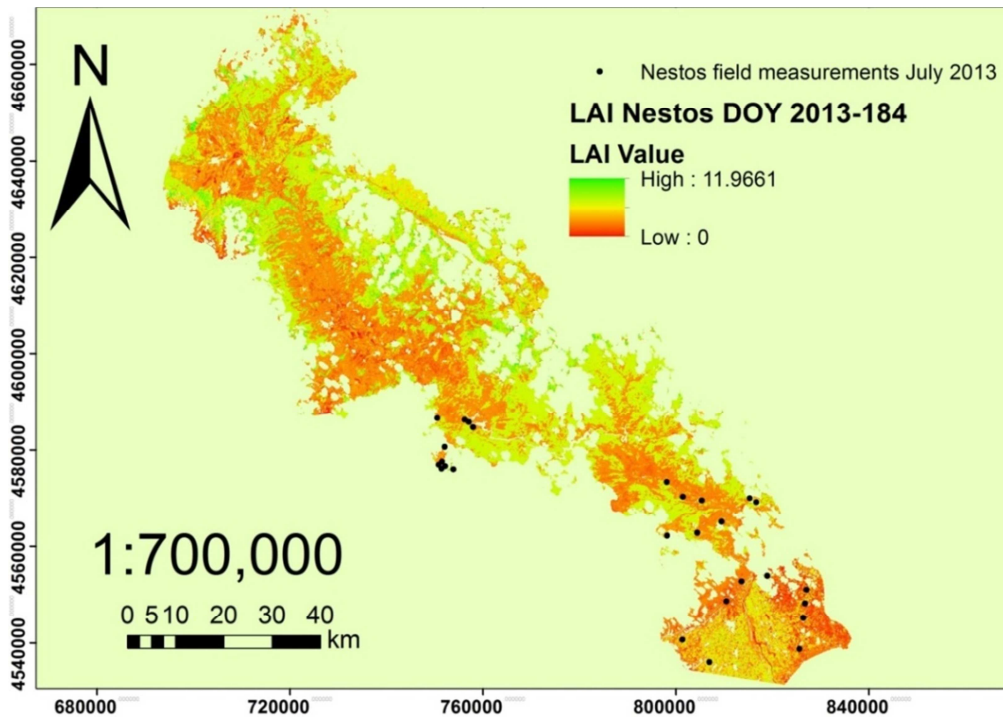 N
Nestos field measurements July 2013
LAI Nestos DOY 2013-184
LAI Value
High : 11.9661
Low : 0
4660000
4640000
4620000
4600000
4580000
4560000
4540000
1:700,000
0 5 10 20 30 40
km
680000 720000 760000 800000 840000